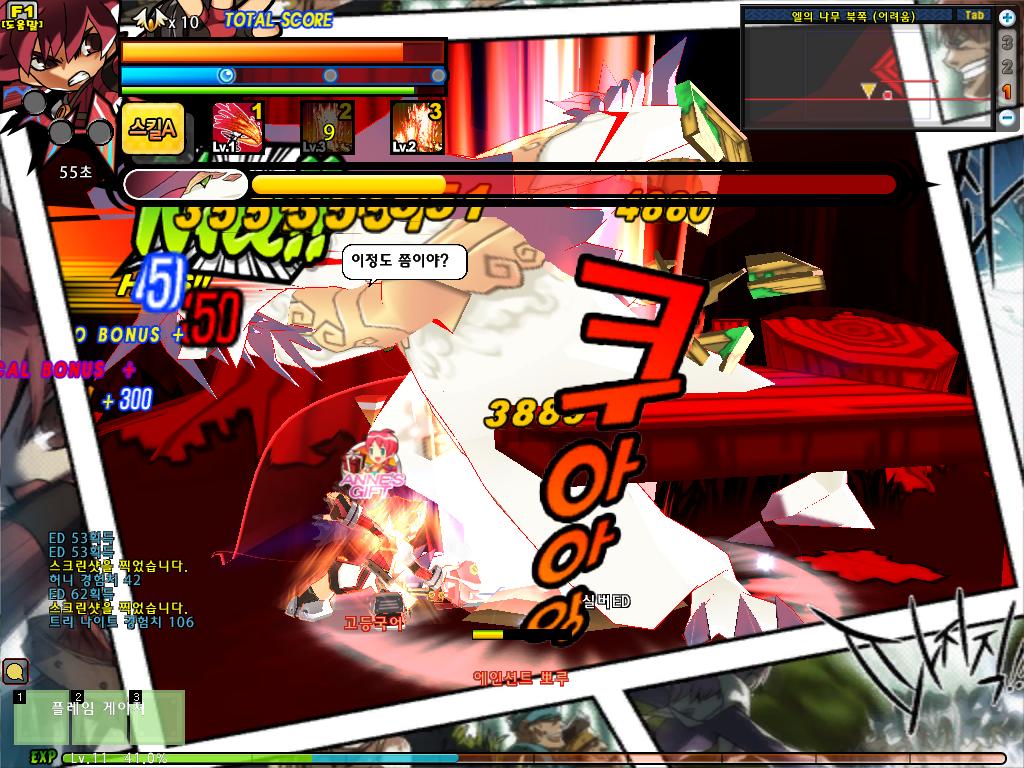 F1
[도움말]
x 10
TOTAL SCORE
엘의 나무 북쪽 (어려움)
Tab
3
2
1
스킬A
1
Lv.1
2
9
Lv.3
3
Lv.2
55초
4880
이정도 쯤이야?
5
50
O BONUS +
CAL BONUS +
+ 300
388
쿠
아
아
ANNE'S
GIFT
ED 53획득
ED 53획득
스크린샷을 찍었습니다.
허니 경험치 42
ED 62획득
스크린샷을 찍었습니다.
트리 나이트 경험치 106
실버ED
고등국어
에인션트 뽀루
1
2
3
플레임 게이져
EXP
Lv.11 41.0%